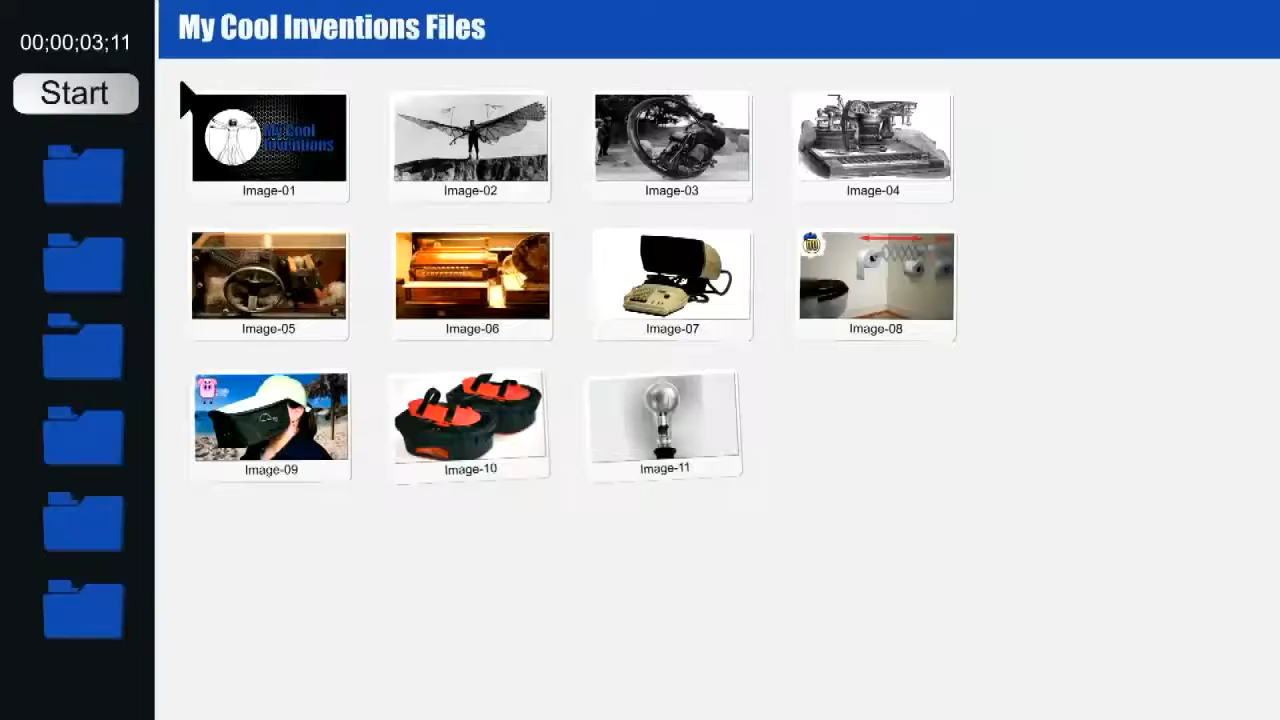 00;00;03;11
Start
My Cool Inventions Files
My Cool
Inventions
Image-01
Image-02
Image-03
Image-04
Image-05
Image-06
Image-07
Image-08
Image-09
Image-10
Image-11